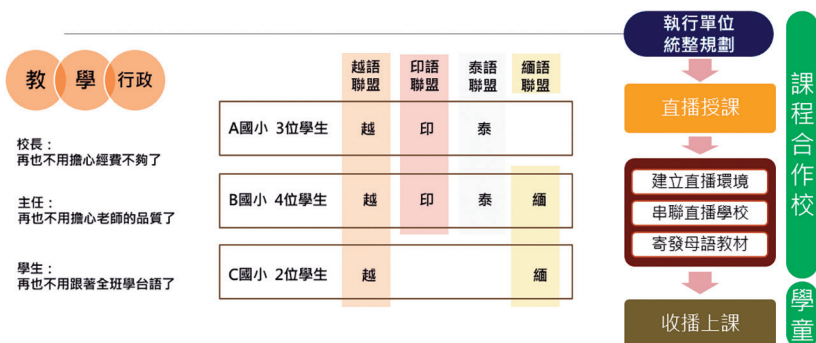 教 學 行政
校長：
再也不用擔心經費不夠了
主任：
再也不用擔心老師的品質了
學生：
再也不用跟著全班學台語了
越語 印語 泰語 緬語
聯盟 聯盟 聯盟 聯盟
A國小 3位學生 越 印 泰
B國小 4位學生 越 印 泰 緬
C國小 2位學生 越 緬
執行單位
統整規劃
直播授課
建立直播環境
串聯直播學校
寄發母語教材
收播上課
課程合作校
學童